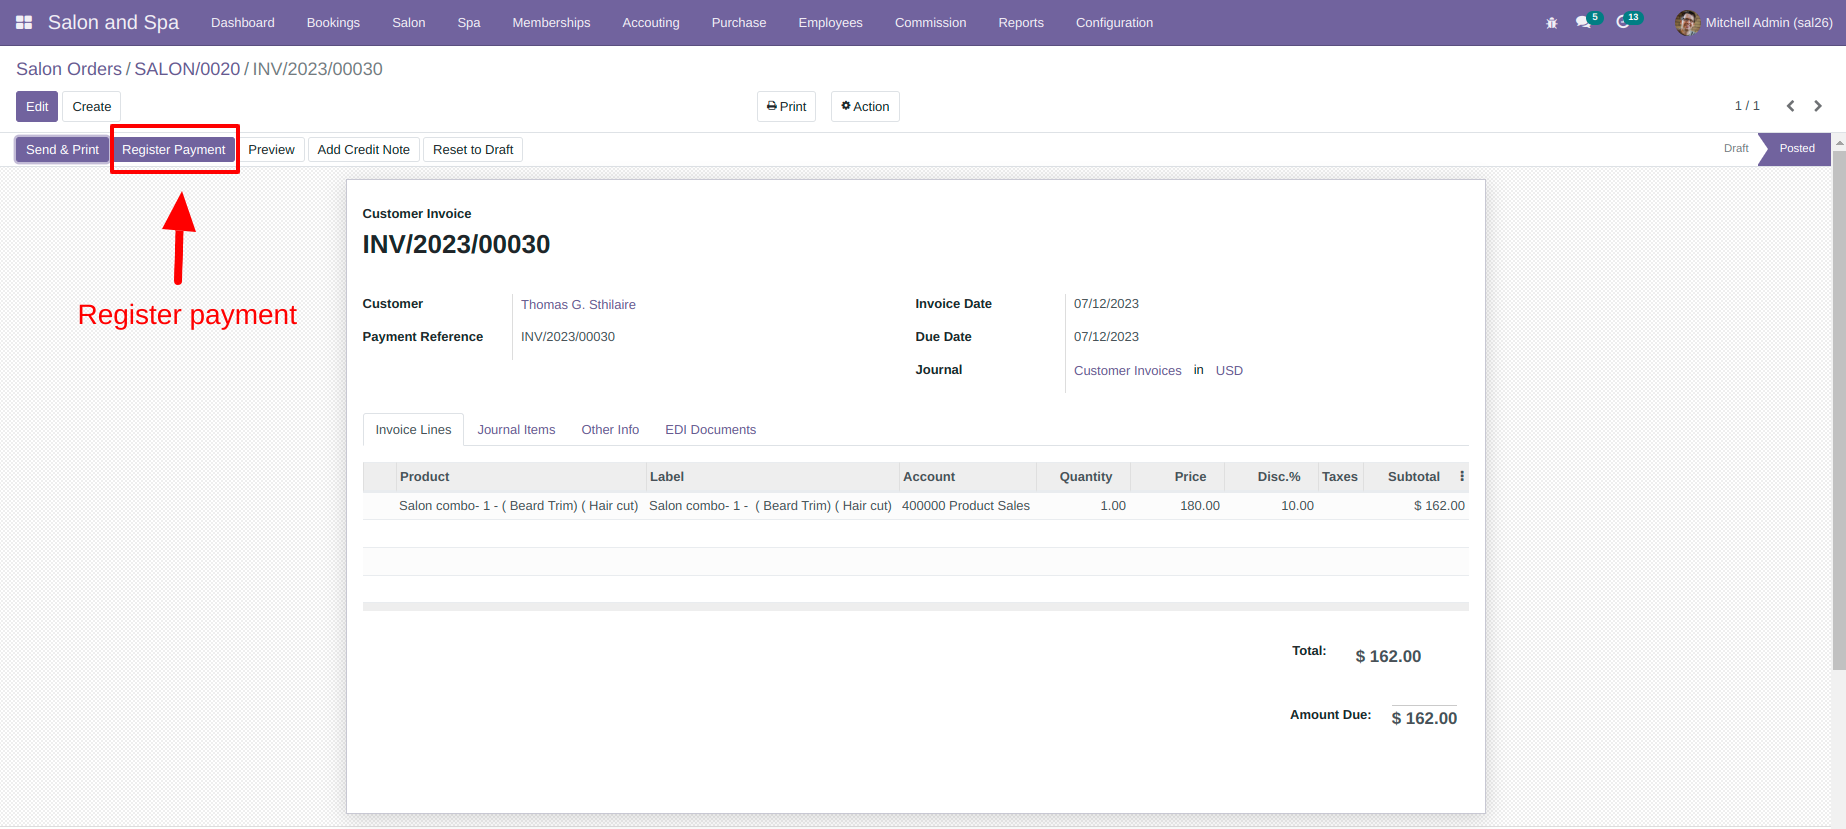 Salon and Spa Dashboard Bookings Salon Spa Memberships Accouting Purchase Employees Commission Reports Configuration 5 13 Mitchell Admin (sal26)
Salon Orders / SALON/0020 / INV/2023/00030
Edit Create Print Action 1 / 1
Send & Print Register Payment Preview Add Credit Note Reset to Draft Draft Posted
Register payment
Customer Invoice
INV/2023/00030
Customer Thomas G. Sthilaire Invoice Date 07/12/2023
Payment Reference INV/2023/00030 Due Date 07/12/2023
Journal Customer Invoices in USD
Invoice Lines Journal Items Other Info EDI Documents
Product Label Account Quantity Price Disc.% Taxes Subtotal
Salon combo- 1 - ( Beard Trim) ( Hair cut) Salon combo- 1 - ( Beard Trim) ( Hair cut) 400000 Product Sales 1.00 180.00 10.00 $ 162.00
Total: $ 162.00
Amount Due: $ 162.00